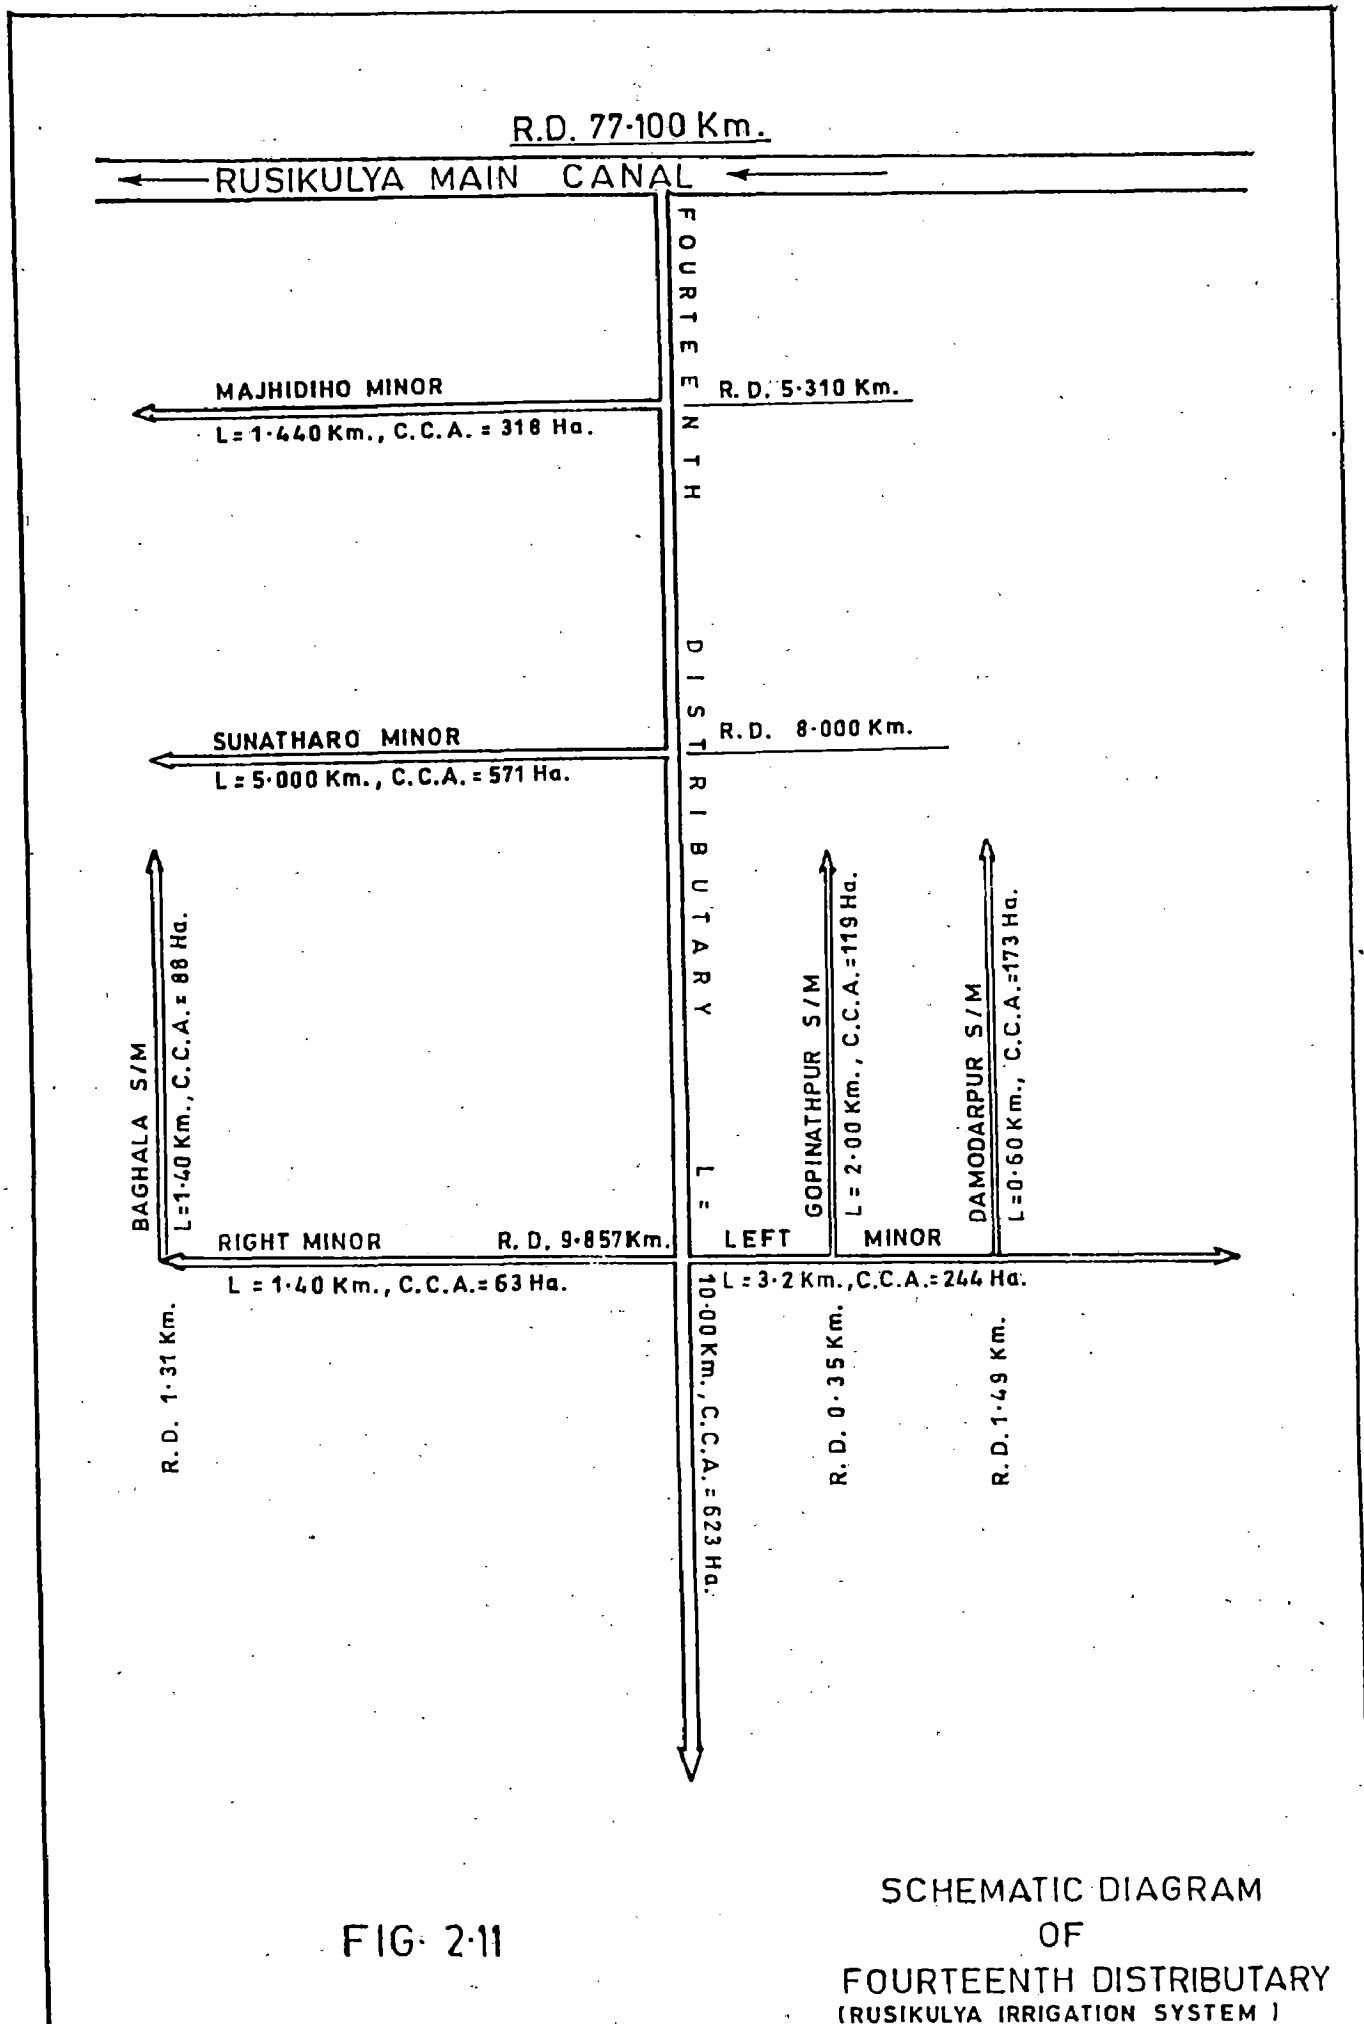 R.D. 77·100 Km.
RUSIKULYA MAIN CANAL
FOURTEENTH DISTRIBUTARY L = 10·00 Km., C.C.A. = 623 Ha.
MAJHIDIHO MINOR
R.D. 5·310 Km.
L = 1·440 Km., C.C.A. = 318 Ha.
SUNATHARO MINOR
R.D. 8·000 Km.
L = 5·000 Km., C.C.A. = 571 Ha.
BAGHALA S/M
L=1·40 Km., C.C.A. = 88 Ha.
GOPINATHPUR S/M
L = 2·00 Km., C.C.A. = 119 Ha.
DAMODARPUR S/M
L=0·60 Km., C.C.A. = 173 Ha.
RIGHT MINOR
R.D. 9·857 Km.
LEFT MINOR
L = 1·40 Km., C.C.A. = 63 Ha.
L = 3·2 Km., C.C.A. = 244 Ha.
R.D. 1·31 Km.
R.D. 0·35 Km.
R.D. 1·49 Km.
FIG· 2·11
SCHEMATIC DIAGRAM
OF
FOURTEENTH DISTRIBUTARY
(RUSIKULYA IRRIGATION SYSTEM )